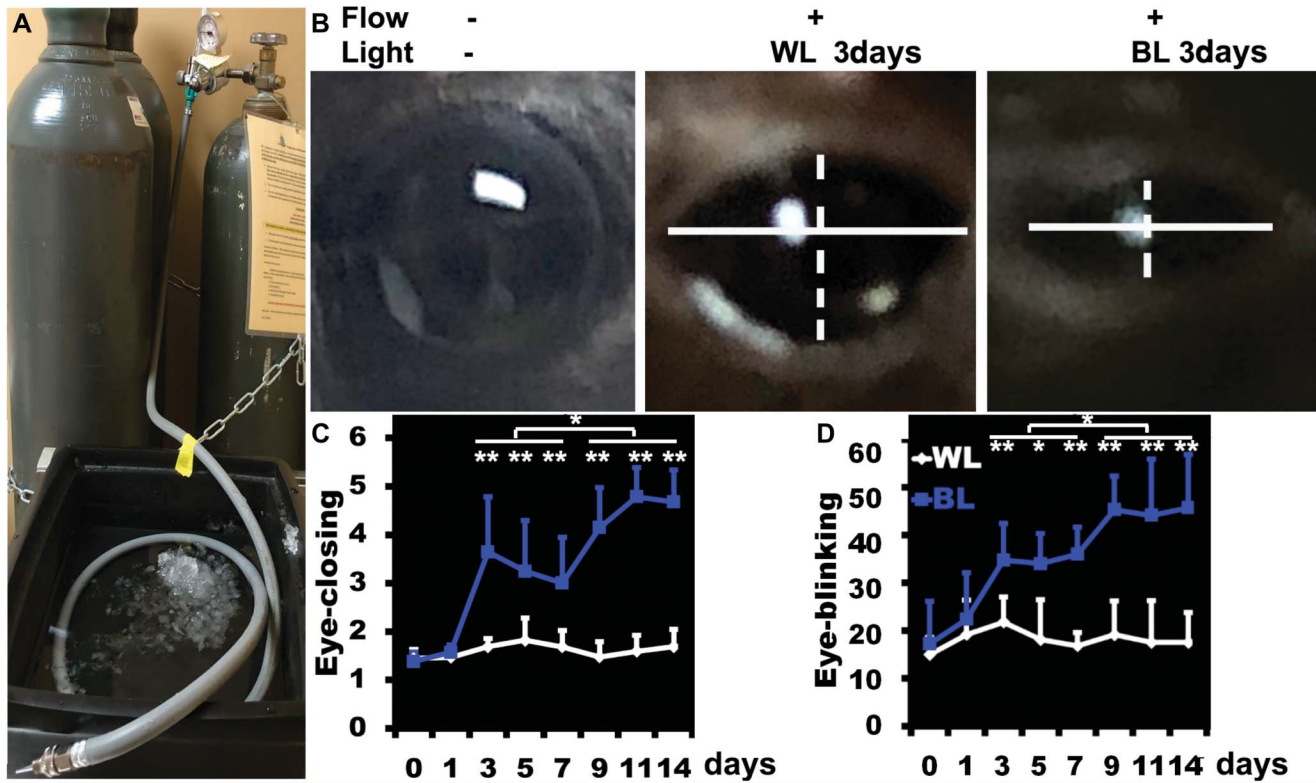 A
B
Flow - + +
Light - WL 3days BL 3days
C
Eye-closing
6
5
4
3
2
1
0
*
** ** ** ** ** **
0 1 3 5 7 9 11 14 days
D
Eye-blinking
60
50
40
30
20
10
0
WL
BL
*
** * ** ** ** **
0 1 3 5 7 9 11 14 days